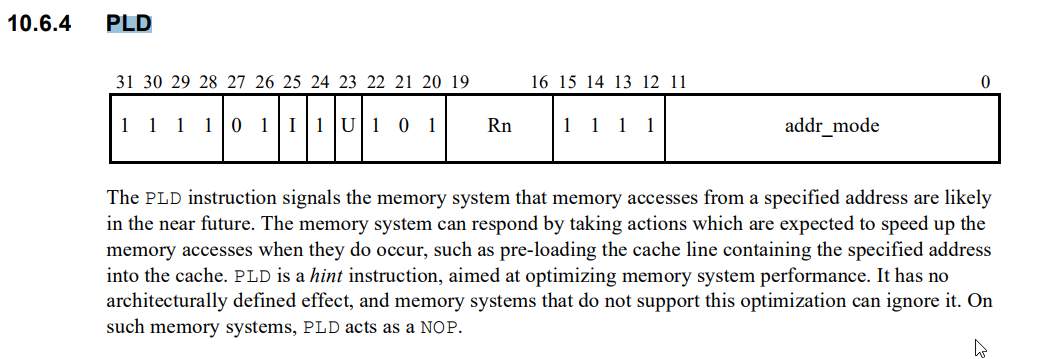 10.6.4 PLD
31 30 29 28 27 26 25 24 23 22 21 20 19 16 15 14 13 12 11 0
1 1 1 1 0 1 I 1 U 1 0 1 Rn 1 1 1 1 addr_mode
The PLD instruction signals the memory system that memory accesses from a specified address are likely
in the near future. The memory system can respond by taking actions which are expected to speed up the
memory accesses when they do occur, such as pre-loading the cache line containing the specified address
into the cache. PLD is a hint instruction, aimed at optimizing memory system performance. It has no
architecturally defined effect, and memory systems that do not support this optimization can ignore it. On
such memory systems, PLD acts as a NOP.